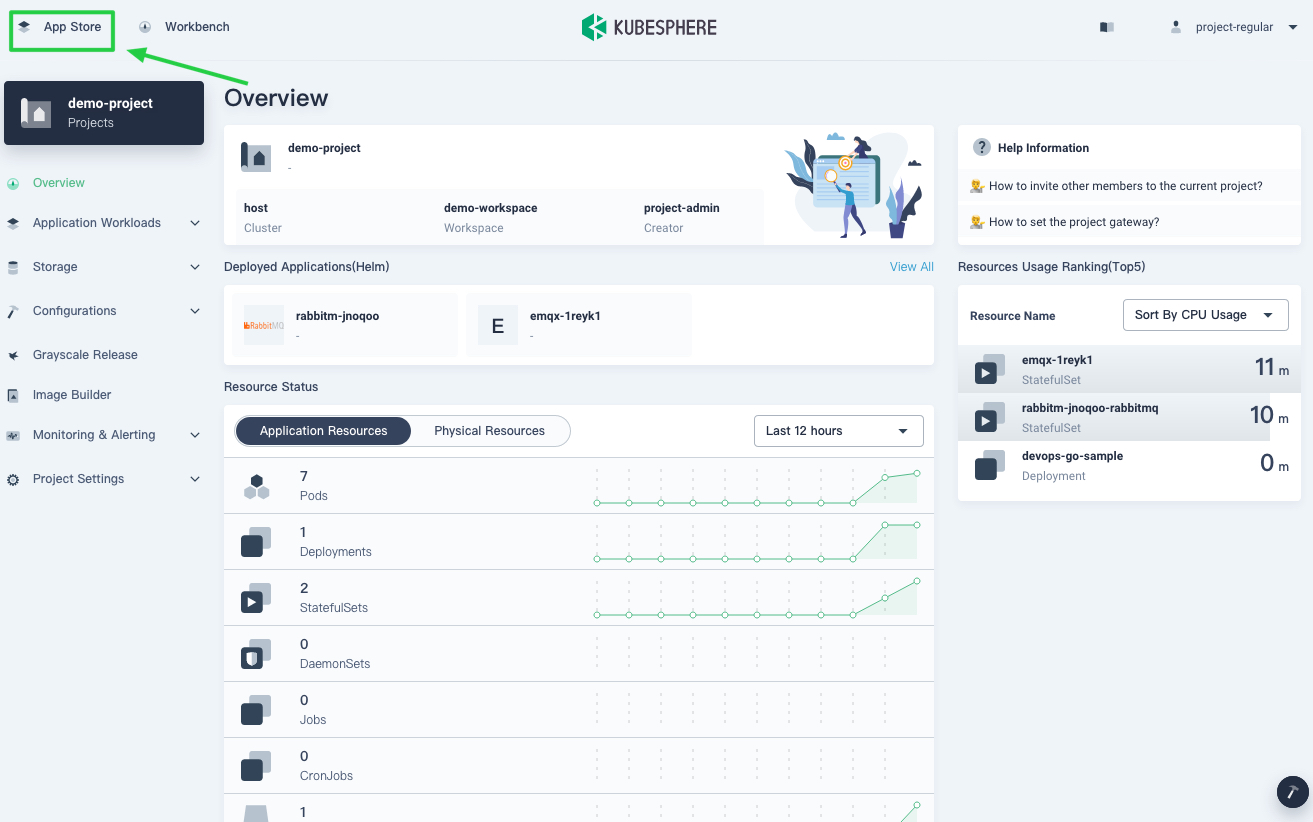 App Store
Workbench
KUBESPHERE
project-regular
demo-project
Projects
Overview
Application Workloads
Storage
Configurations
Grayscale Release
Image Builder
Monitoring & Alerting
Project Settings
Overview
demo-project
-
host
Cluster
demo-workspace
Workspace
project-admin
Creator
Deployed Applications(Helm)
View All
RabbitMQ
rabbitm-jnoqoo
-
E
emqx-1reyk1
-
Resource Status
Application Resources
Physical Resources
Last 12 hours
7
Pods
1
Deployments
2
StatefulSets
0
DaemonSets
0
Jobs
0
CronJobs
1
? Help Information
How to invite other members to the current project?
How to set the project gateway?
Resources Usage Ranking(Top5)
Resource Name
Sort By CPU Usage
emqx-1reyk1
StatefulSet
11 m
rabbitm-jnoqoo-rabbitmq
StatefulSet
10 m
devops-go-sample
Deployment
0 m